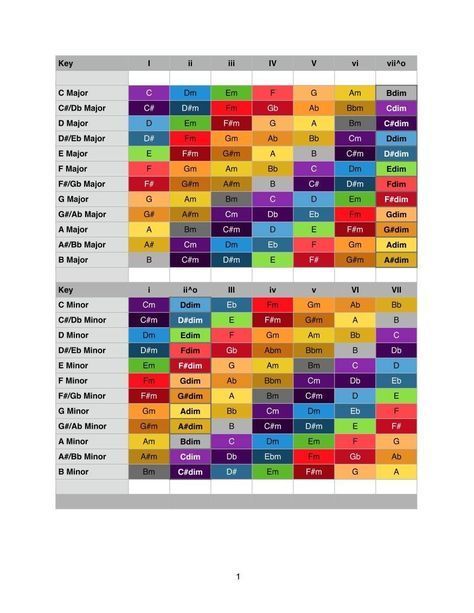 Key I ii iii IV V vi vii^o
C Major C Dm Em F G Am Bdim
C#/Db Major C# D#m Fm Gb Ab Bbm Cdim
D Major D Em F#m G A Bm C#dim
D#/Eb Major D# Fm Gm Ab Bb Cm Ddim
E Major E F#m G#m A B C#m D#dim
F Major F Gm Am Bb C Dm Edim
F#/Gb Major F# G#m A#m B C# D#m Fdim
G Major G Am Bm C D Em F#dim
G#/Ab Major G# A#m Cm Db Eb Fm Gdim
A Major A Bm C#m D E F#m G#dim
A#/Bb Major A# Cm Dm Eb F Gm Adim
B Major B C#m D#m E F# G#m A#dim
Key i ii^o III iv v VI VII
C Minor Cm Ddim Eb Fm Gm Ab Bb
C#/Db Minor C#m D#dim E F#m G#m A B
D Minor Dm Edim F Gm Am Bb C
D#/Eb Minor D#m Fdim Gb Abm Bbm B Db
E Minor Em F#dim G Am Bm C D
F Minor Fm Gdim Ab Bbm Cm Db Eb
F#/Gb Minor F#m G#dim A Bm C#m D E
G Minor Gm Adim Bb Cm Dm Eb F
G#/Ab Minor G#m A#dim B C#m D#m E F#
A Minor Am Bdim C Dm Em F G
A#/Bb Minor A#m Cdim Db Ebm Fm Gb Ab
B Minor Bm C#dim D# Em F#m G A
1